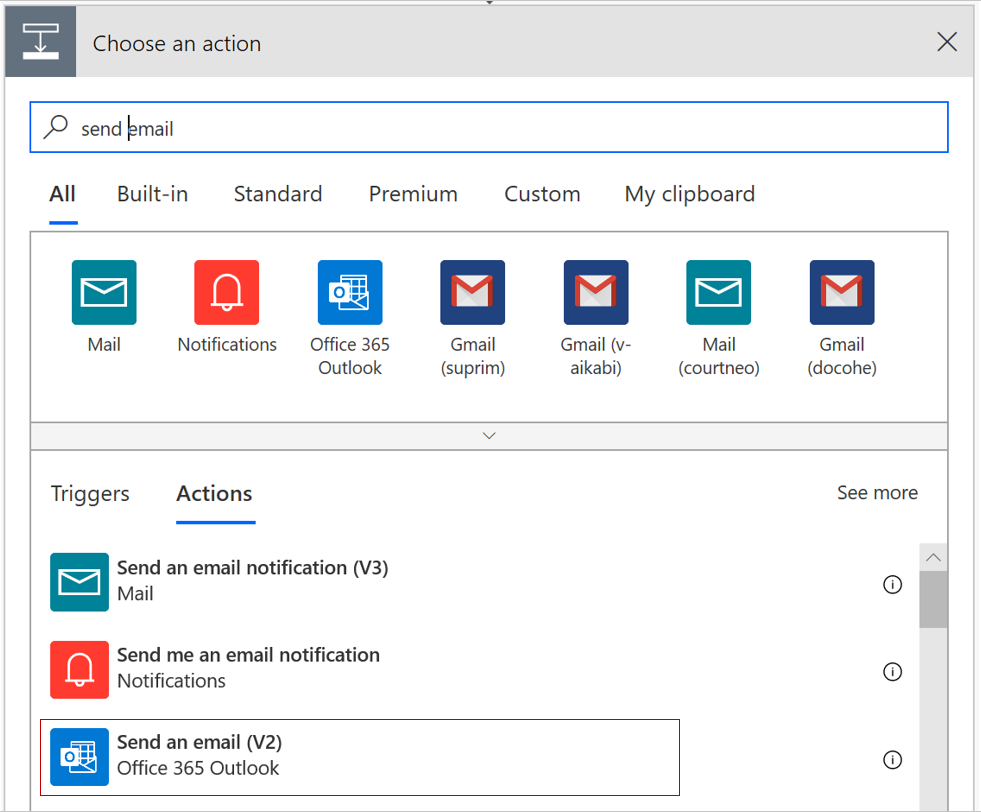 Choose an action
send email
All Built-in Standard Premium Custom My clipboard
Mail Notifications Office 365 Gmail Gmail (v- Mail Gmail
Outlook (suprim) aikabi) (courtneo) (docohe)
Triggers Actions See more
Send an email notification (V3)
Mail
Send me an email notification
Notifications
Send an email (V2)
Office 365 Outlook